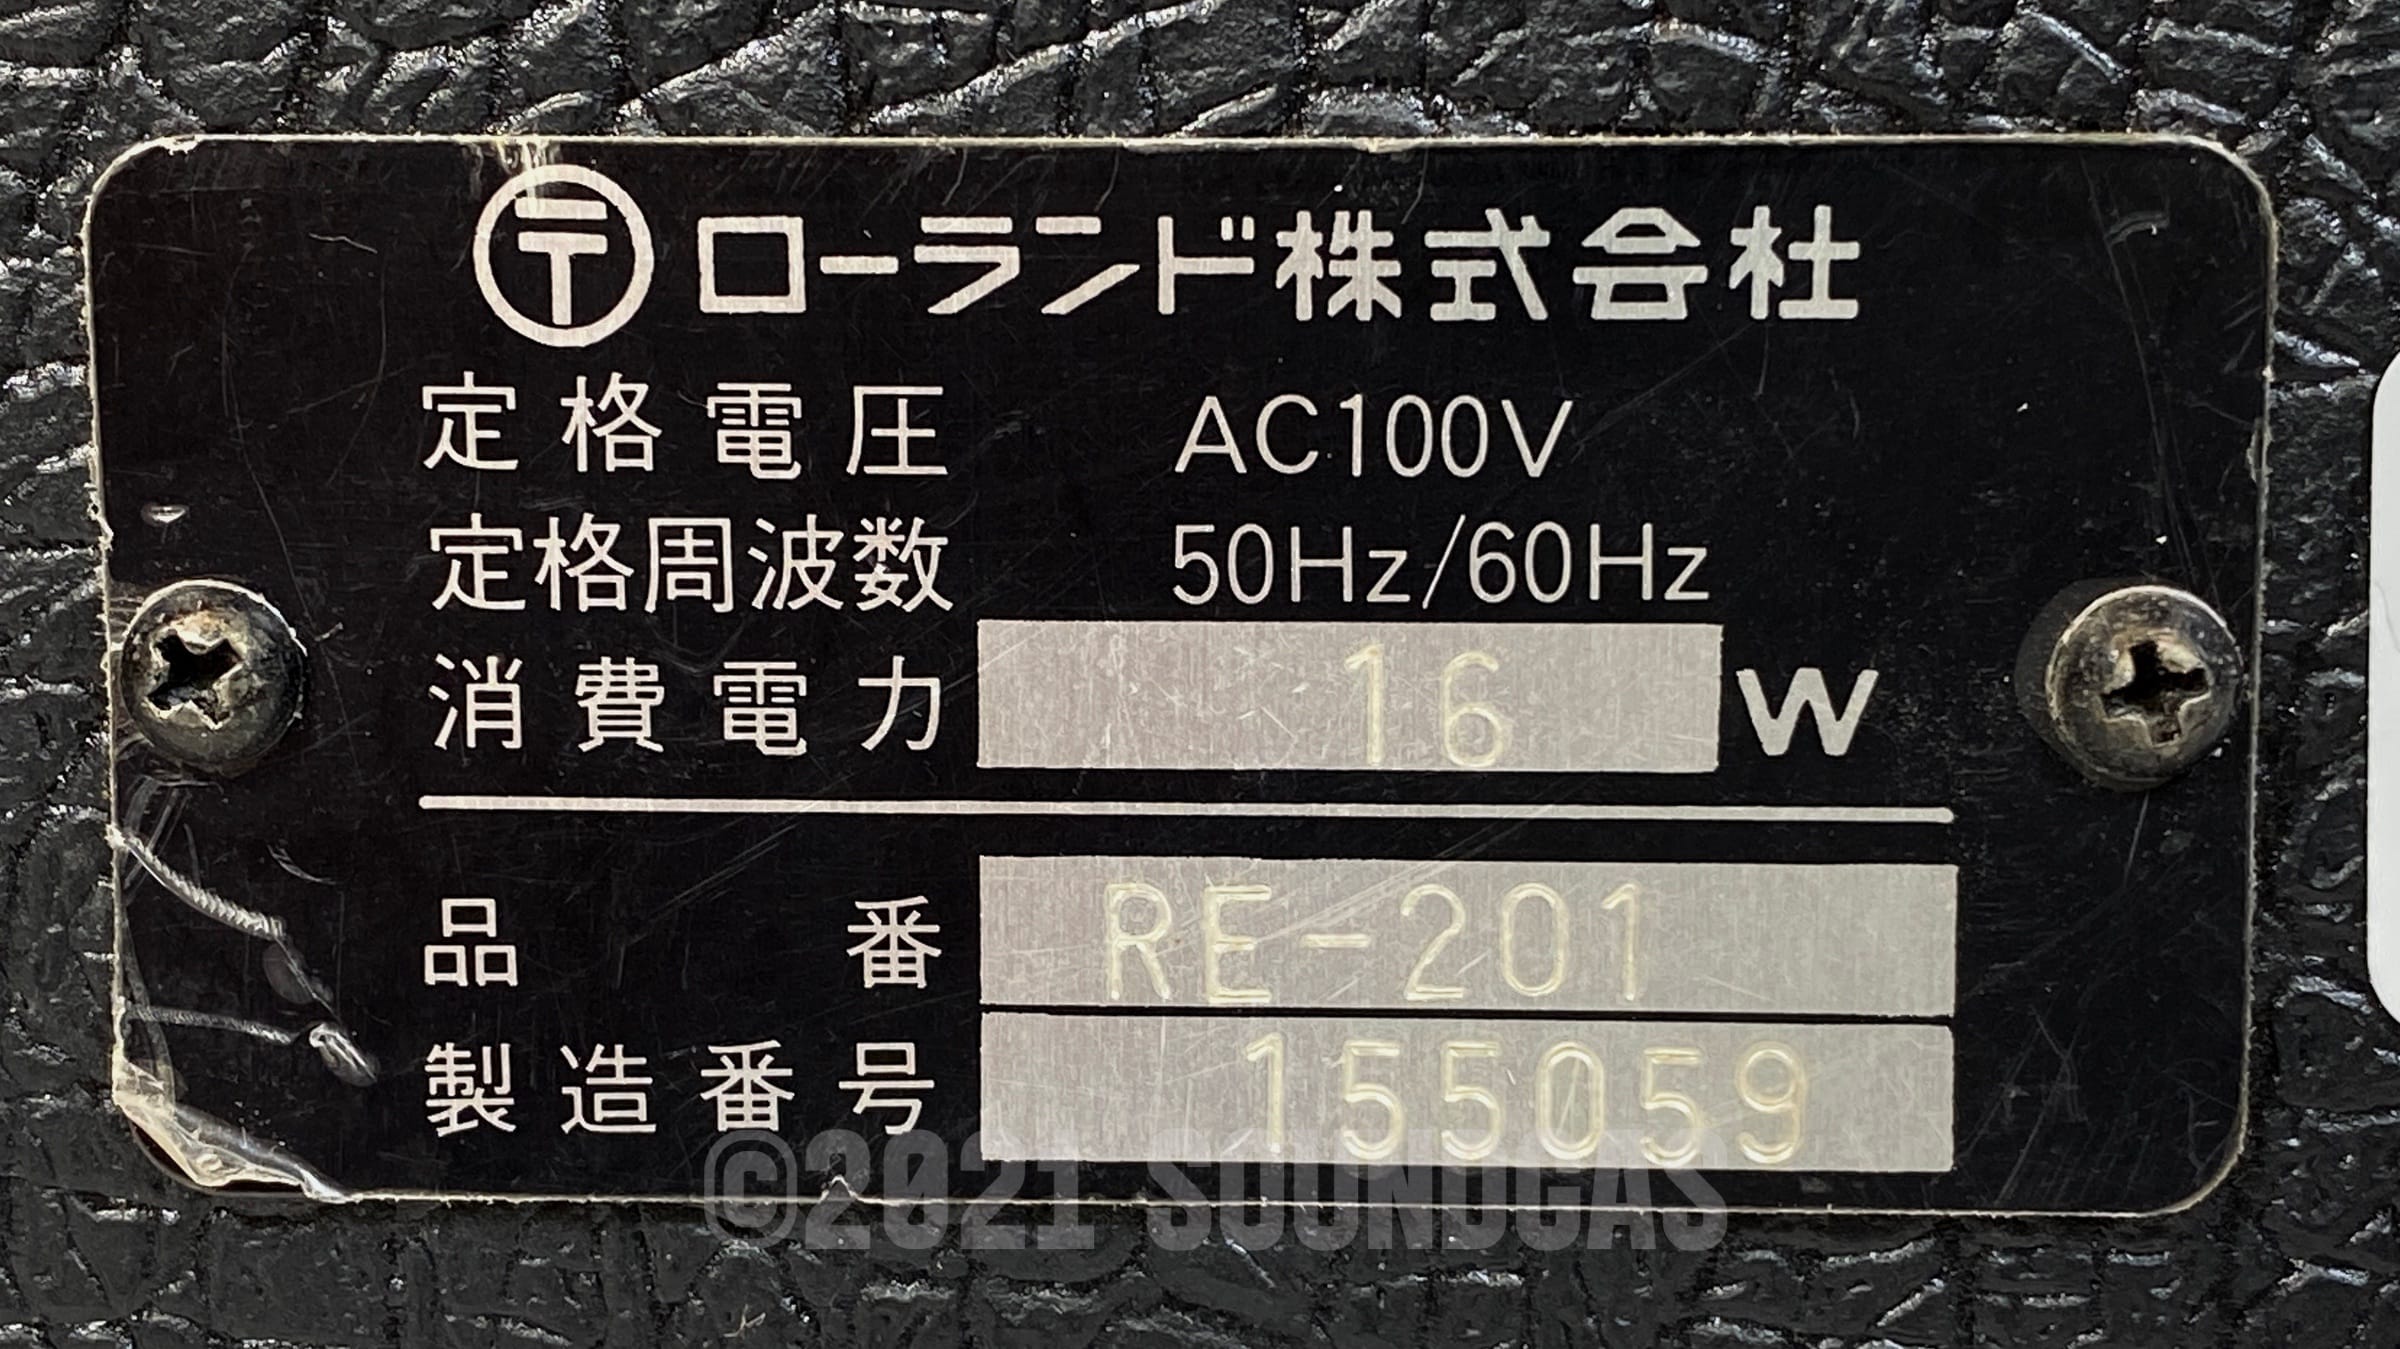 〒ローランド株式会社
定格電圧 AC100V
定格周波数 50Hz/60Hz
消費電力 16 W
品番 RE-201
製造番号 155059
©2021 SOUNDGAS